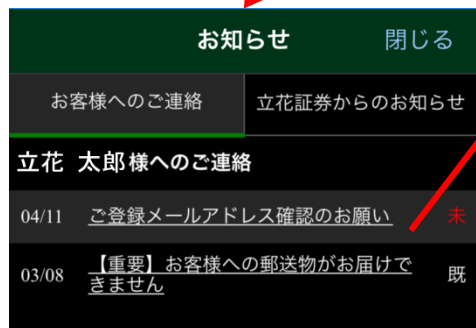 お知らせ 閉じる
お客様へのご連絡 立花証券からのお知らせ
立花 太郎様へのご連絡
04/11 ご登録メールアドレス確認のお願い 未
03/08 【重要】お客様への郵送物がお届けで 既
きません